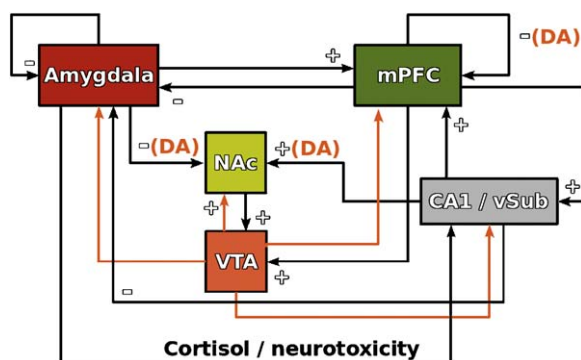 -(DA)
-
Amygdala
+
mPFC
-
+
-(DA)
NAc
+(DA)
+
CA1 / vSub
+
+
VTA
+
-
Cortisol / neurotoxicity